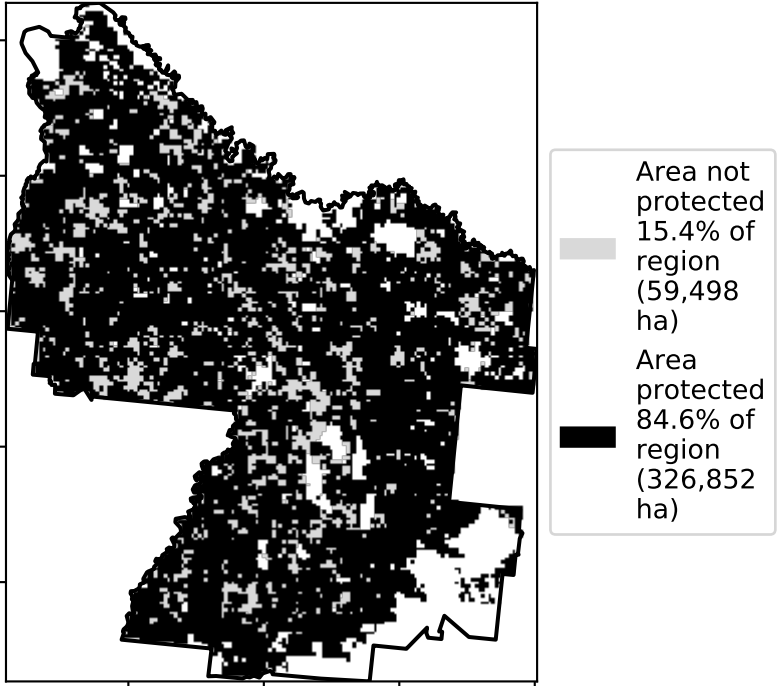 Area not
protected
15.4% of
region
(59,498
ha)
Area
protected
84.6% of
region
(326,852
ha)